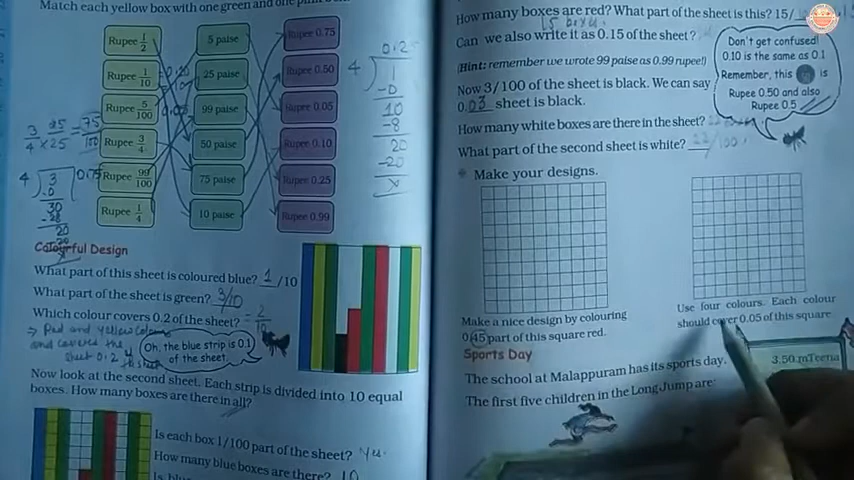 Match each yellow box with one green and one pink box
Rupee 1/2
5 paise
Rupee 0.75
Rupee 1/10
25 paise
Rupee 0.50
Rupee 5/100
99 paise
Rupee 0.05
Rupee 3/4
50 paise
Rupee 0.10
Rupee 99/100
75 paise
Rupee 0.25
Rupee 1/4
10 paise
Rupee 0.99
Colourful Design
What part of this sheet is coloured blue? 1/10
What part of the sheet is green? 3/10
Which colour covers 0.2 of the sheet? = 2/10
→ Red and yellow colour
and covered the
sheet 0.2 of
Oh, the blue strip is 0.1
of the sheet.
Now look at the second sheet. Each strip is divided into 10 equal
boxes. How many boxes are there in all?
Is each box 1/100 part of the sheet? Yes.
How many blue boxes are there? 10
How many boxes are red? What part of the sheet is this? 15/
15 boxes.
Can we also write it as 0.15 of the sheet?
(Hint: remember we wrote 99 paise as 0.99 rupee!)
Now 3/100 of the sheet is black. We can say
0.03 sheet is black.
How many white boxes are there in the sheet?
What part of the second sheet is white? 22/100.
Don't get confused!
0.10 is the same as 0.1
Remember, this is
Rupee 0.50 and also
Rupee 0.5
Make your designs.
Make a nice design by colouring
0.45 part of this square red.
Use four colours. Each colour
should cover 0.05 of this square
Sports Day
The school at Malappuram has its sports day.
The first five children in the Long Jump are:
3.50 m Teena